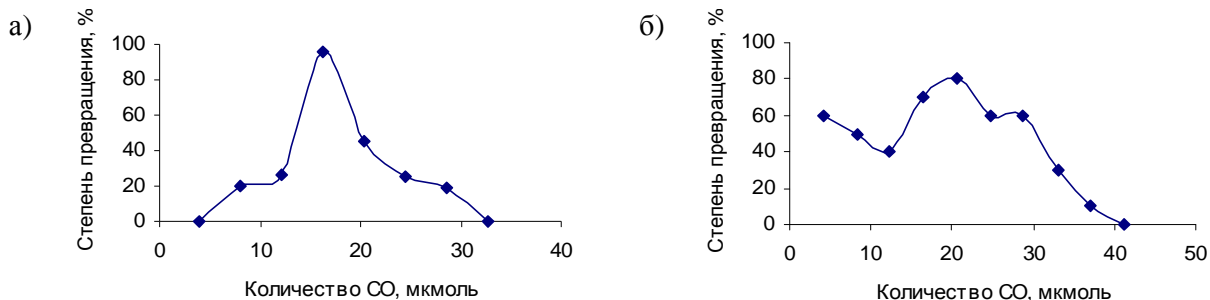 а)
Степень превращения, %
100
80
60
40
20
0
0 10 20 30 40
Количество СО, мкмоль
б)
Степень превращения, %
100
80
60
40
20
0
0 10 20 30 40 50
Количество СО, мкмоль